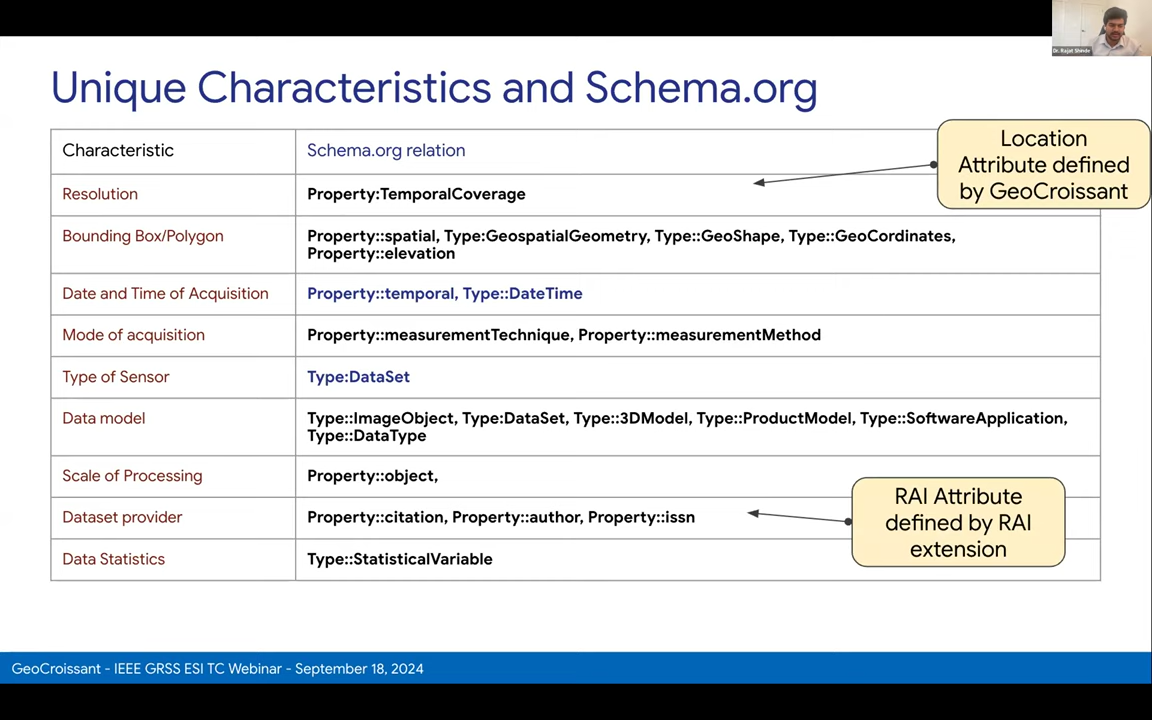 Dr. Rajat Shinde
Unique Characteristics and Schema.org
Characteristic
Schema.org relation
Location
Attribute defined
by GeoCroissant
Resolution
Property:TemporalCoverage
Bounding Box/Polygon
Property::spatial, Type:GeospatialGeometry, Type::GeoShape, Type::GeoCordinates,
Property::elevation
Date and Time of Acquisition
Property::temporal, Type::DateTime
Mode of acquisition
Property::measurementTechnique, Property::measurementMethod
Type of Sensor
Type:DataSet
Data model
Type::ImageObject, Type:DataSet, Type::3DModel, Type::ProductModel, Type::SoftwareApplication,
Type::DataType
Scale of Processing
Property::object,
Dataset provider
Property::citation, Property::author, Property::issn
RAI Attribute
defined by RAI
extension
Data Statistics
Type::StatisticalVariable
GeoCroissant - IEEE GRSS ESI TC Webinar - September 18, 2024